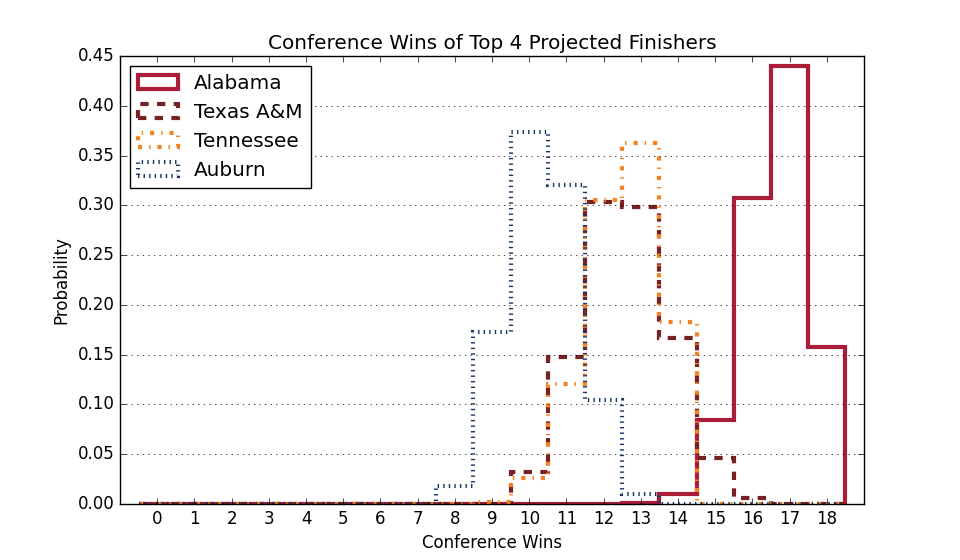 Conference Wins of Top 4 Projected Finishers
0.45
0.40
0.35
0.30
0.25
0.20
0.15
0.10
0.05
0.00
Probability
Alabama
Texas A&M
Tennessee
Auburn
0 1 2 3 4 5 6 7 8 9 10 11 12 13 14 15 16 17 18
Conference Wins